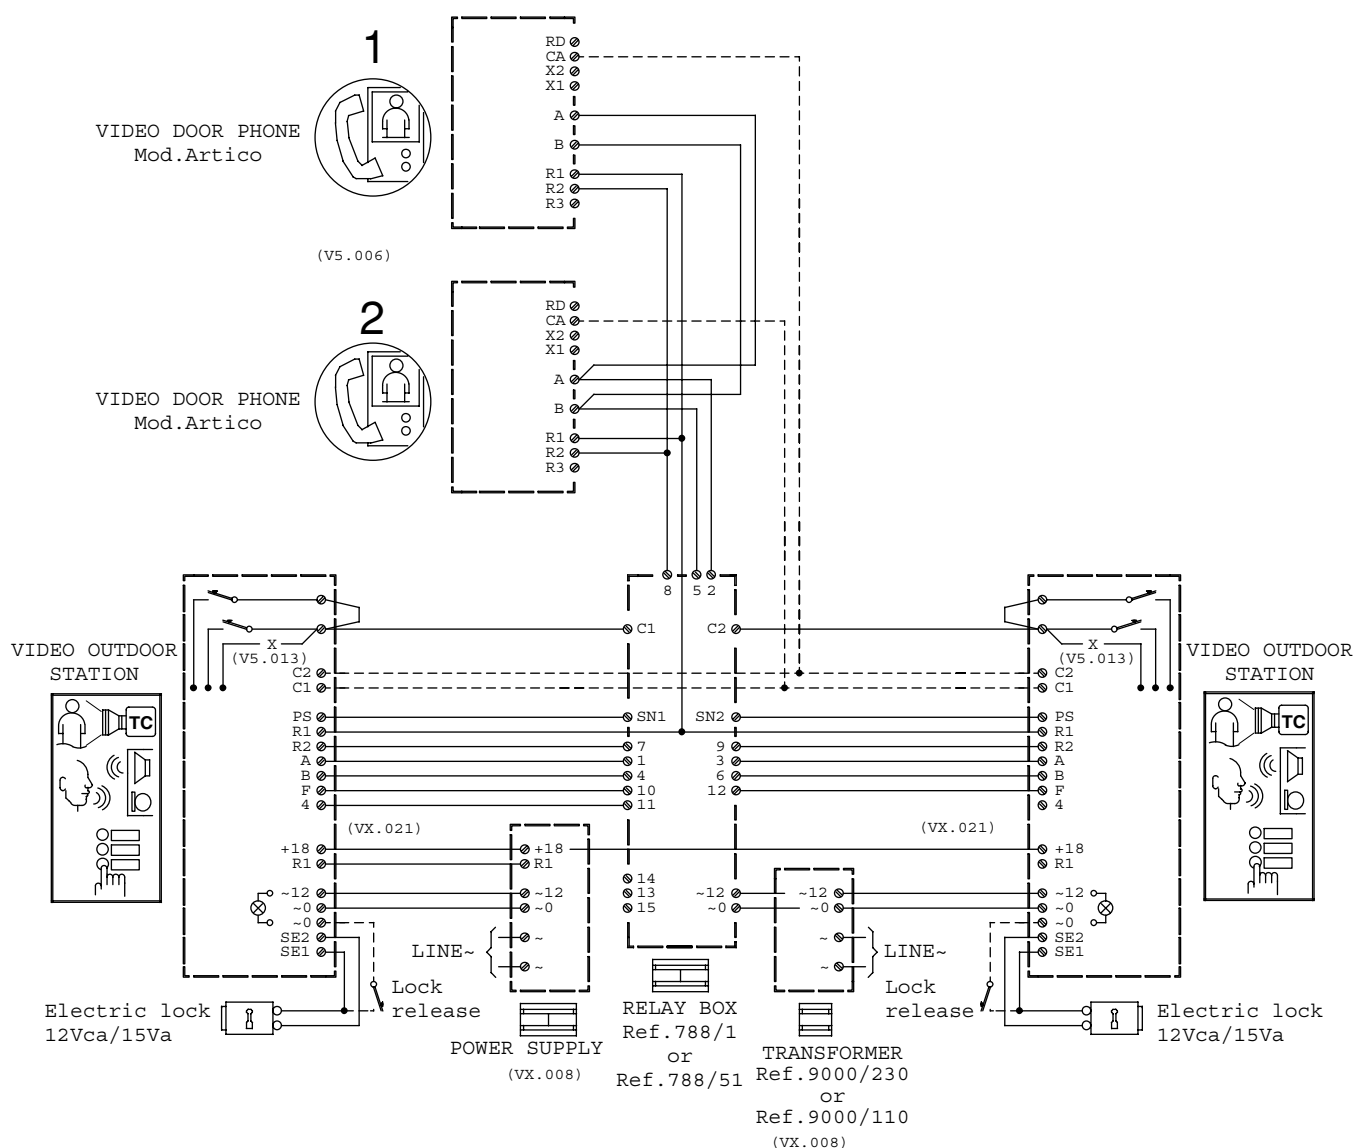 1
RD
CA
X2
X1
A
B
R1
R2
R3
VIDEO DOOR PHONE
Mod.Artico
(V5.006)
2
RD
CA
X2
X1
A
B
R1
R2
R3
VIDEO DOOR PHONE
Mod.Artico
8 5 2
C1 C2
X
(V5.013)
X
(V5.013)
VIDEO OUTDOOR
STATION
TC
VIDEO OUTDOOR
STATION
TC
C2
C1
PS
R1
R2
A
B
F
4
SN1 SN2
7 9
1 3
4 6
10 12
11
C2
C1
PS
R1
R2
A
B
F
4
(VX.021)
(VX.021)
+18
R1
~12
~0
~0
SE2
SE1
+18
R1
~12
~0
~
~
LINE~
14
13 ~12
15 ~0
~12
~0
~
~
LINE~
+18
R1
~12
~0
~0
SE2
SE1
Lock
release
Lock
release
Electric lock
12Vca/15Va
Electric lock
12Vca/15Va
POWER SUPPLY
(VX.008)
RELAY BOX
Ref.788/1
or
Ref.788/51
TRANSFORMER
Ref.9000/230
or
Ref.9000/110
(VX.008)